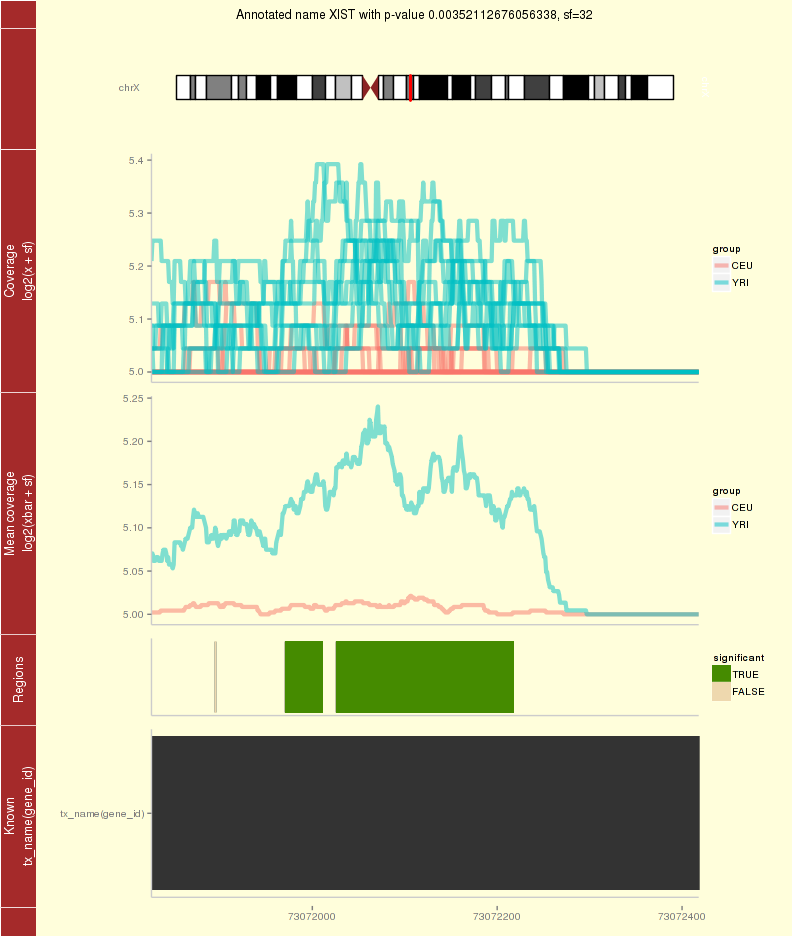 Annotated name XIST with p-value 0.00352112676056338, sf=32
chrX
Coverage
log2(x + sf)
5.4
5.3
5.2
5.1
5.0
group
CEU
YRI
Mean coverage
log2(xbar + sf)
5.25
5.20
5.15
5.10
5.05
5.00
group
CEU
YRI
Regions
significant
TRUE
FALSE
Known
tx_name(gene_id)
tx_name(gene_id)
73072000
73072200
73072400